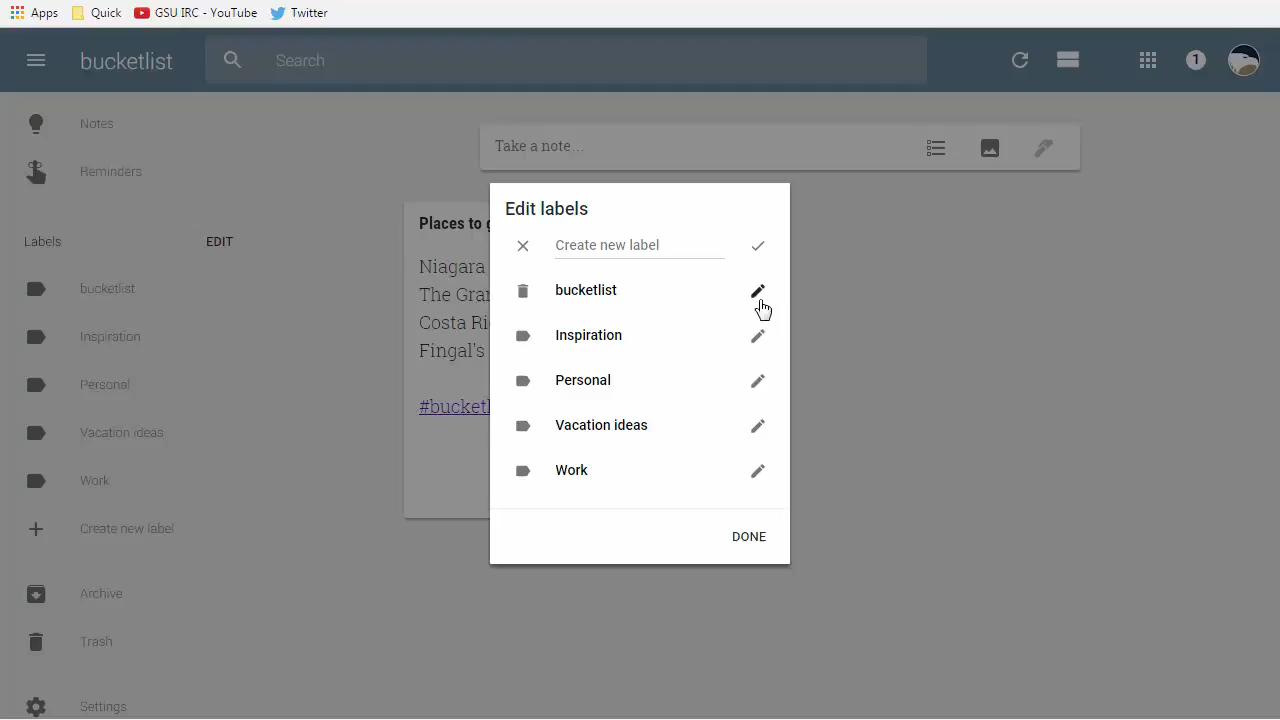 Apps Quick GSU IRC - YouTube Twitter
bucketlist Search 1
Notes
Reminders
Labels EDIT
bucketlist
Inspiration
Personal
Vacation ideas
Work
Create new label
Archive
Trash
Settings
Take a note...
Places to
Niagara
The Gran
Costa Ri
Fingal's
#bucketl
Edit labels
Create new label
bucketlist
Inspiration
Personal
Vacation ideas
Work
DONE